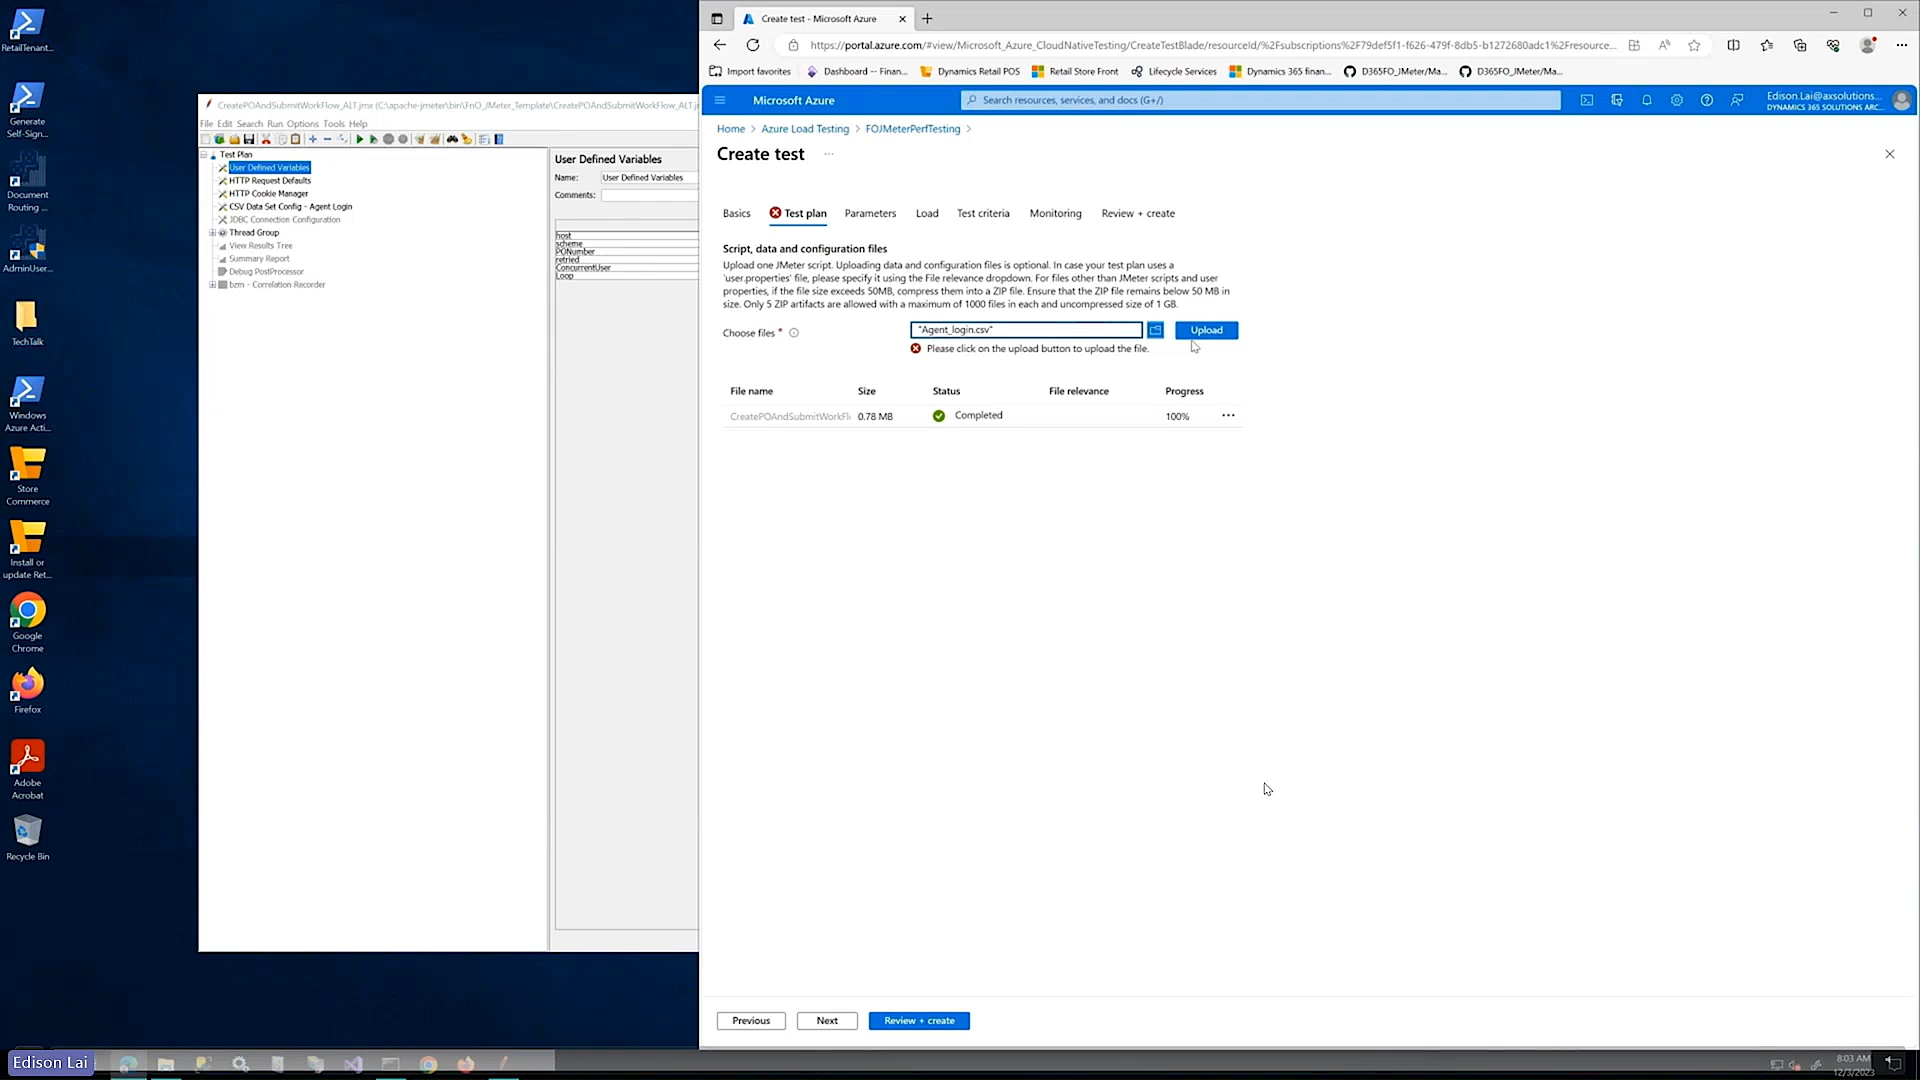 RetailTenant...
Generate
Self-Sign...
Document
Routing ...
AdminUser...
TechTalk
Windows
Azure Acti...
Store
Commerce
Install or
update Ret...
Google
Chrome
Firefox
Adobe
Acrobat
Recycle Bin
Edison Lai
CreatePOAndSubmitWorkFlow_ALT.jmx (C:\apache-jmeter\bin\FnO_JMeter_Template\CreatePOAndSubmitWorkFlow_ALT.jm
File Edit Search Run Options Tools Help
Test Plan
User Defined Variables
HTTP Request Defaults
HTTP Cookie Manager
CSV Data Set Config - Agent Login
JDBC Connection Configuration
Thread Group
View Results Tree
Summary Report
Debug PostProcessor
bzm - Correlation Recorder
User Defined Variables
Name: User Defined Variables
Comments:
host
scheme
PONumber
retried
ConcurrentUser
Loop
Create test - Microsoft Azure
https://portal.azure.com/#view/Microsoft_Azure_CloudNativeTesting/CreateTestBlade/resourceId/%2Fsubscriptions%2F79def5f1-f626-479f-8db5-b1272680adc1%2Fresource...
Import favorites
Dashboard -- Finan...
Dynamics Retail POS
Retail Store Front
Lifecycle Services
Dynamics 365 finan...
D365FO_JMeter/Ma...
D365FO_JMeter/Ma...
Microsoft Azure
Search resources, services, and docs (G+/)
Edison.Lai@axsolutions...
DYNAMICS 365 SOLUTIONS ARC...
Home > Azure Load Testing > FOJMeterPerfTesting >
Create test ...
Basics Test plan Parameters Load Test criteria Monitoring Review + create
Script, data and configuration files
Upload one JMeter script. Uploading data and configuration files is optional. In case your test plan uses a
'user.properties' file, please specify it using the File relevance dropdown. For files other than JMeter scripts and user
properties, if the file size exceeds 50MB, compress them into a ZIP file. Ensure that the ZIP file remains below 50 MB in
size. Only 5 ZIP artifacts are allowed with a maximum of 1000 files in each and uncompressed size of 1 GB.
Choose files * "Agent_login.csv" Upload
Please click on the upload button to upload the file.
File name Size Status File relevance Progress
CreatePOAndSubmitWorkFl 0.78 MB Completed 100% ...
Previous Next Review + create
8:03 AM
12/3/2023